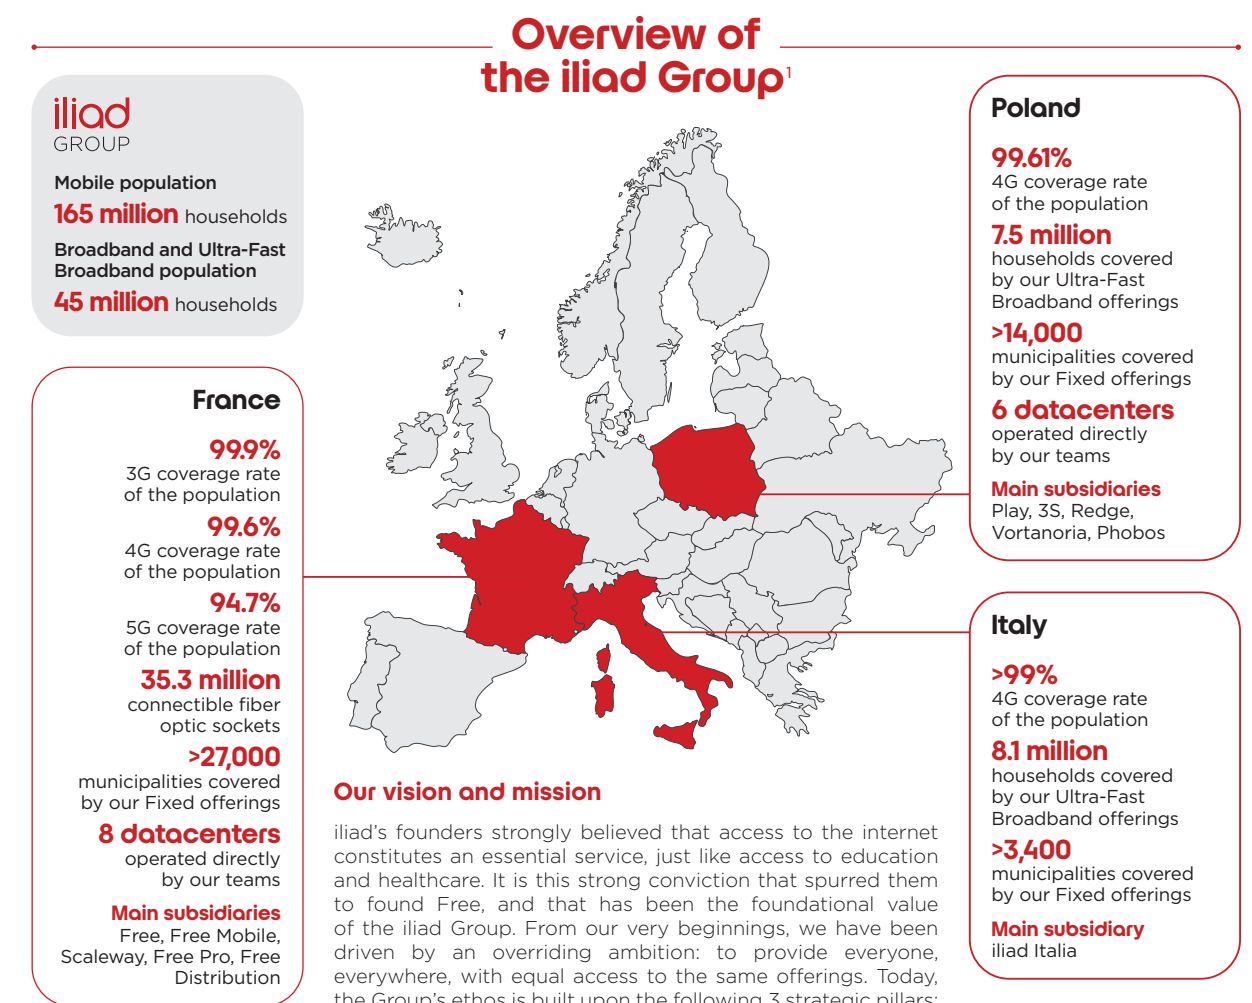 Overview of
the iliad Group1
iliad
GROUP
Mobile population
165 million households
Broadband and Ultra-Fast
Broadband population
45 million households
France
99.9%
3G coverage rate
of the population
99.6%
4G coverage rate
of the population
94.7%
5G coverage rate
of the population
35.3 million
connectible fiber
optic sockets
>27,000
municipalities covered
by our Fixed offerings
8 datacenters
operated directly
by our teams
Main subsidiaries
Free, Free Mobile,
Scaleway, Free Pro, Free
Distribution
Poland
99.61%
4G coverage rate
of the population
7.5 million
households covered
by our Ultra-Fast
Broadband offerings
>14,000
municipalities covered
by our Fixed offerings
6 datacenters
operated directly
by our teams
Main subsidiaries
Play, 3S, Redge,
Vortanoria, Phobos
Italy
>99%
4G coverage rate
of the population
8.1 million
households covered
by our Ultra-Fast
Broadband offerings
>3,400
municipalities covered
by our Fixed offerings
Main subsidiary
iliad Italia
Our vision and mission
iliad's founders strongly believed that access to the internet
constitutes an essential service, just like access to education
and healthcare. It is this strong conviction that spurred them
to found Free, and that has been the foundational value
of the iliad Group. From our very beginnings, we have been
driven by an overriding ambition: to provide everyone,
everywhere, with equal access to the same offerings. Today,
the Group's ethos is built upon the following 3 strategic pillars: